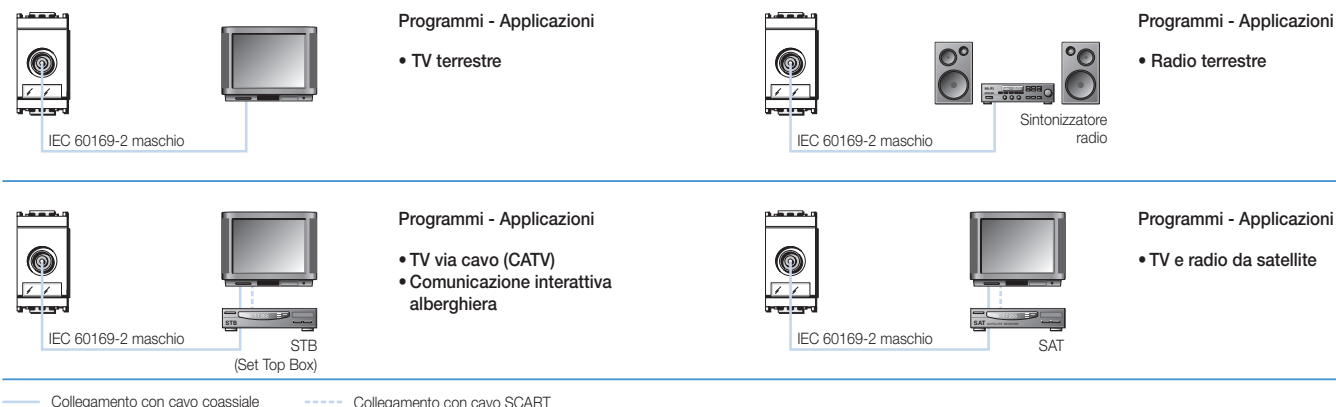 Programmi - Applicazioni
• TV terrestre
IEC 60169-2 maschio
Programmi - Applicazioni
• Radio terrestre
Sintonizzatore
radio
IEC 60169-2 maschio
Programmi - Applicazioni
• TV via cavo (CATV)
• Comunicazione interattiva
alberghiera
STB
IEC 60169-2 maschio
STB
(Set Top Box)
Programmi - Applicazioni
• TV e radio da satellite
SAT
IEC 60169-2 maschio
SAT
Collegamento con cavo coassiale
Collegamento con cavo SCART